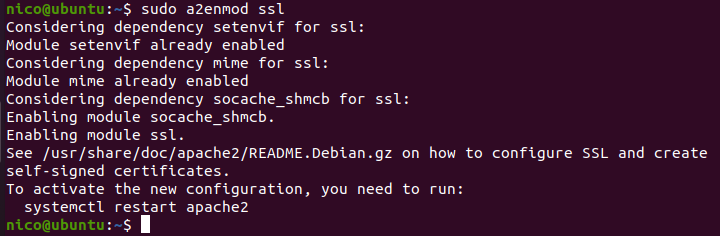 nico@ubuntu:~$ sudo a2enmod ssl
Considering dependency setenvif for ssl:
Module setenvif already enabled
Considering dependency mime for ssl:
Module mime already enabled
Considering dependency socache_shmcb for ssl:
Enabling module socache_shmcb.
Enabling module ssl.
See /usr/share/doc/apache2/README.Debian.gz on how to configure SSL and create
self-signed certificates.
To activate the new configuration, you need to run:
  systemctl restart apache2
nico@ubuntu:~$